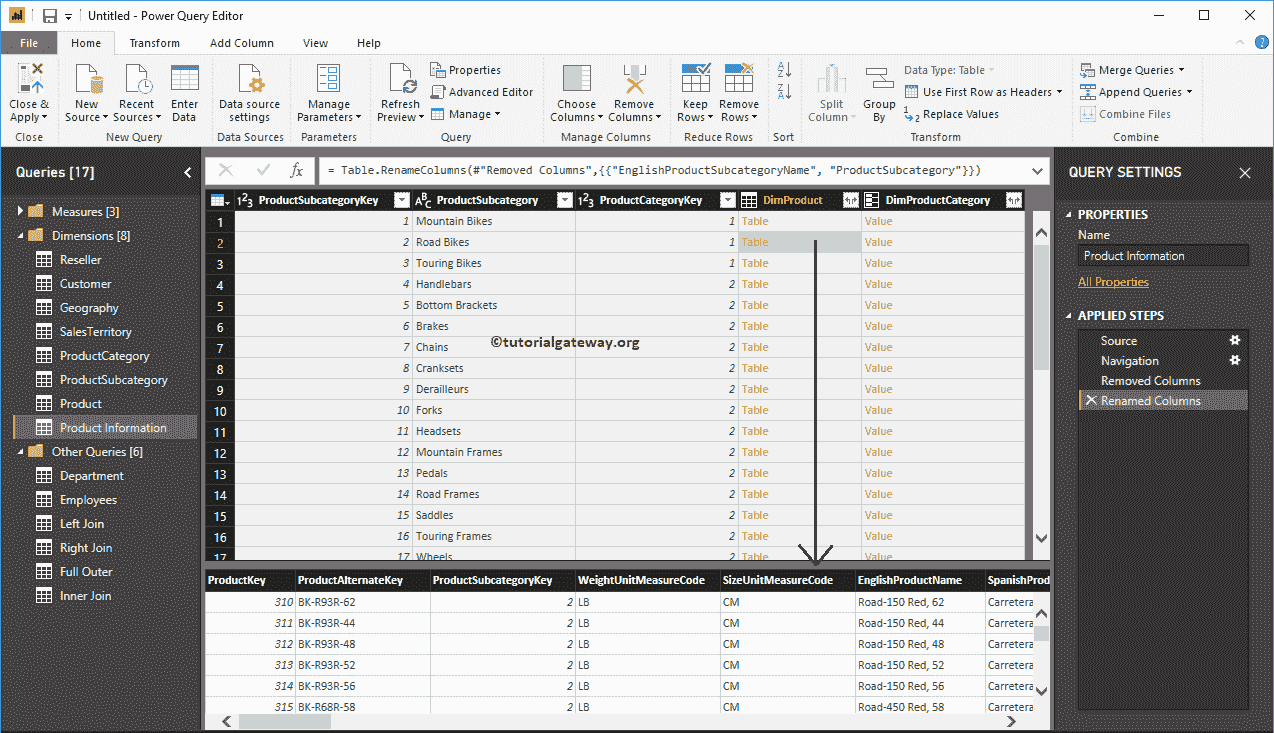 Untitled - Power Query Editor
File Home Transform Add Column View Help
Close & Apply
New Source
Recent Sources
Enter Data
Data source settings
Manage Parameters
Refresh Preview
Properties
Advanced Editor
Manage
Choose Columns
Remove Columns
Keep Rows
Remove Rows
Split Column
Group By
Data Type: Table
Use First Row as Headers
Replace Values
Merge Queries
Append Queries
Combine Files
Close New Query Data Sources Parameters Query Manage Columns Reduce Rows Sort Transform Combine
Queries [17]
Measures [3]
Dimensions [8]
Reseller
Customer
Geography
SalesTerritory
ProductCategory
ProductSubcategory
Product
Product Information
Other Queries [6]
Department
Employees
Left Join
Right Join
Full Outer
Inner Join
fx = Table.RenameColumns(#"Removed Columns",{{"EnglishProductSubcategoryName", "ProductSubcategory"}})
1 2 3 ProductSubcategoryKey A B C ProductSubcategory 1 2 3 ProductCategoryKey DimProduct DimProductCategory
1 1 Mountain Bikes 1 Table Value
2 2 Road Bikes 1 Table Value
3 3 Touring Bikes 1 Table Value
4 4 Handlebars 2 Table Value
5 5 Bottom Brackets 2 Table Value
6 6 Brakes 2 Table Value
7 7 Chains 2 Table Value
8 8 Cranksets 2 Table Value
9 9 Derailleurs 2 Table Value
10 10 Forks 2 Table Value
11 11 Headsets 2 Table Value
12 12 Mountain Frames 2 Table Value
13 13 Pedals 2 Table Value
14 14 Road Frames 2 Table Value
15 15 Saddles 2 Table Value
16 16 Touring Frames 2 Table Value
17 17 Wheels 2 Table Value
©tutorialgateway.org
ProductKey ProductAlternateKey ProductSubcategoryKey WeightUnitMeasureCode SizeUnitMeasureCode EnglishProductName SpanishProd
310 BK-R93R-62 2 LB CM Road-150 Red, 62 Carretera
311 BK-R93R-44 2 LB CM Road-150 Red, 44 Carretera
312 BK-R93R-48 2 LB CM Road-150 Red, 48 Carretera
313 BK-R93R-52 2 LB CM Road-150 Red, 52 Carretera
314 BK-R93R-56 2 LB CM Road-150 Red, 56 Carretera
315 BK-R68R-58 2 LB CM Road-450 Red, 58 Carretera
QUERY SETTINGS
PROPERTIES
Name
Product Information
All Properties
APPLIED STEPS
Source
Navigation
Removed Columns
Renamed Columns